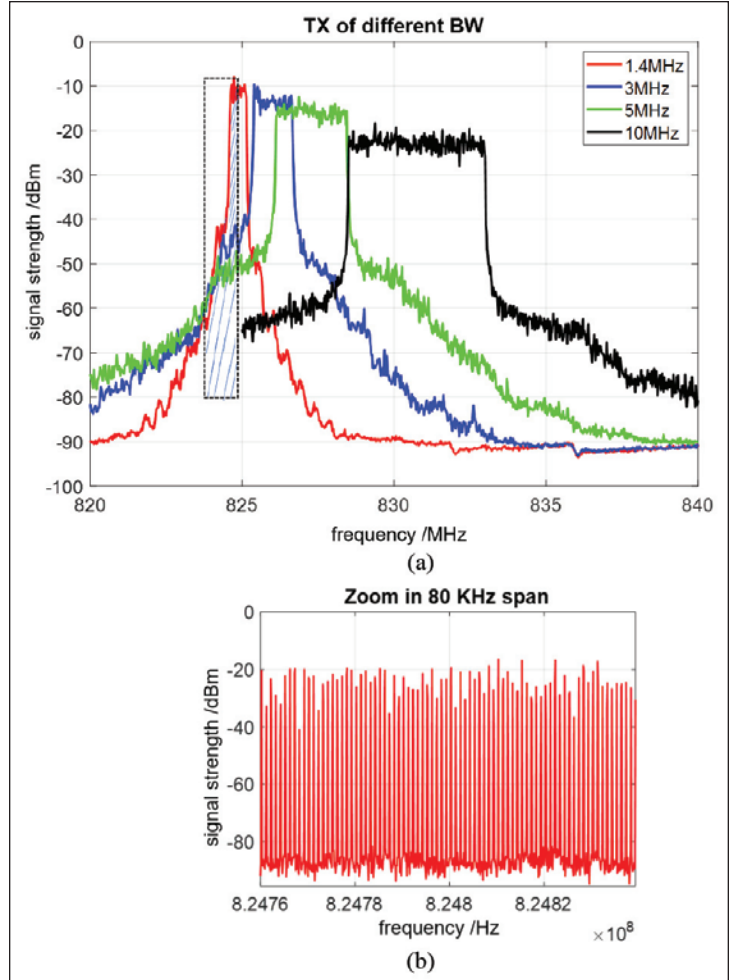 TX of different BW
0
-10
-20
-30
-40
-50
-60
-70
-80
-90
-100
signal strength /dBm
1.4MHz
3MHz
5MHz
10MHz
820
825
830
835
840
frequency /MHz
(a)
Zoom in 80 KHz span
0
-20
-40
-60
-80
signal strength /dBm
8.2476
8.2478
8.248
8.2482
frequency /Hz
×10⁸
(b)